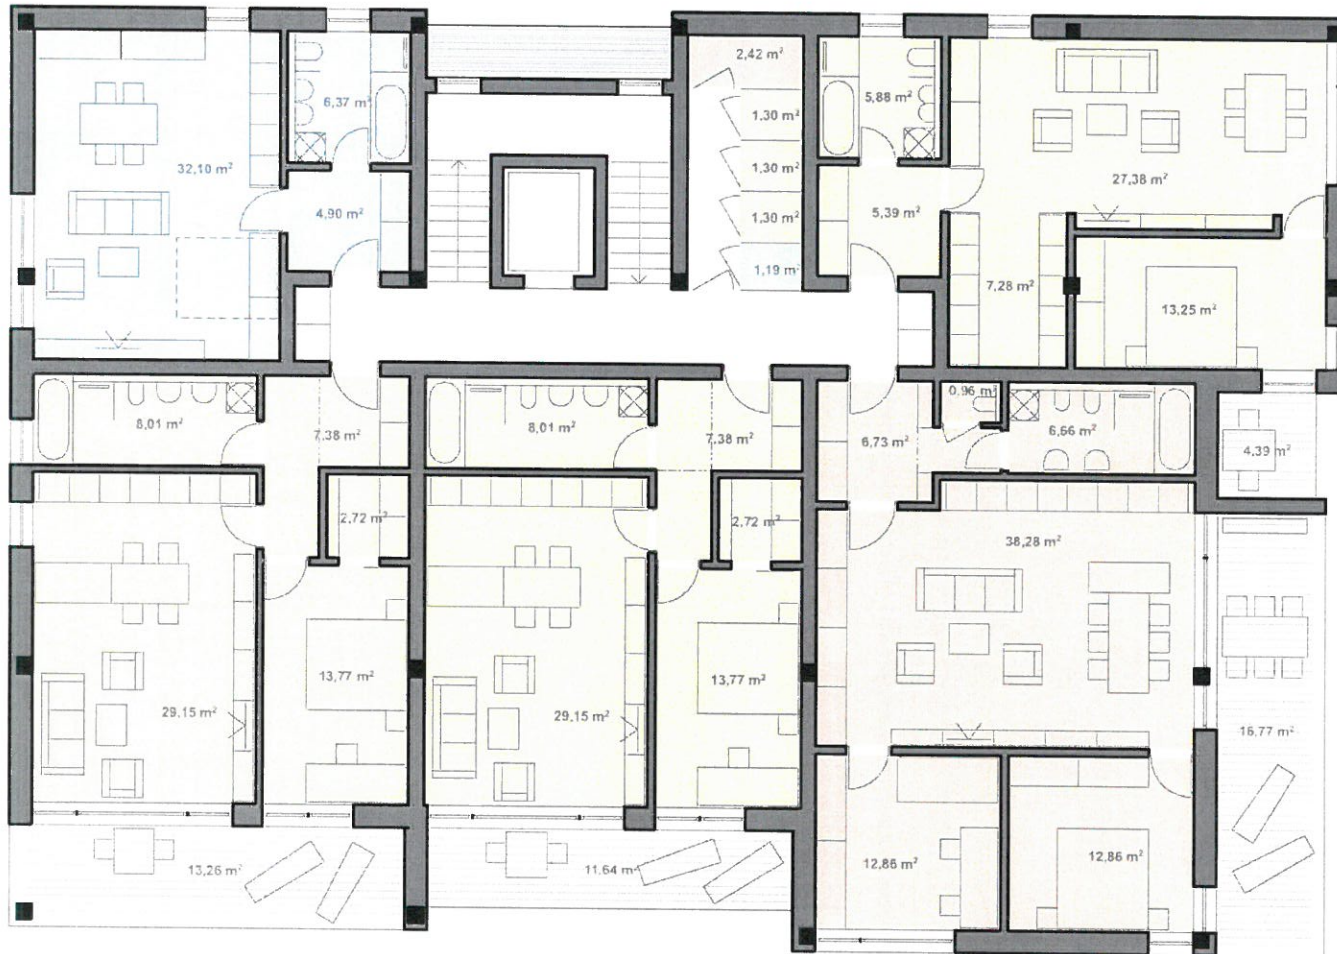 2,42 m²
6,37 m²
5,88 m²
1,30 m²
1,30 m²
32,10 m²
27,38 m²
4,90 m²
5,39 m²
1,30 m²
1,19 m²
7,28 m²
13,25 m²
8,01 m²
7,38 m²
8,01 m²
7,38 m²
6,73 m²
0,96 m²
6,66 m²
4,39 m²
2,72 m²
2,72 m²
38,28 m²
13,77 m²
13,77 m²
29,15 m²
29,15 m²
16,77 m²
13,26 m²
11,64 m²
12,86 m²
12,86 m²